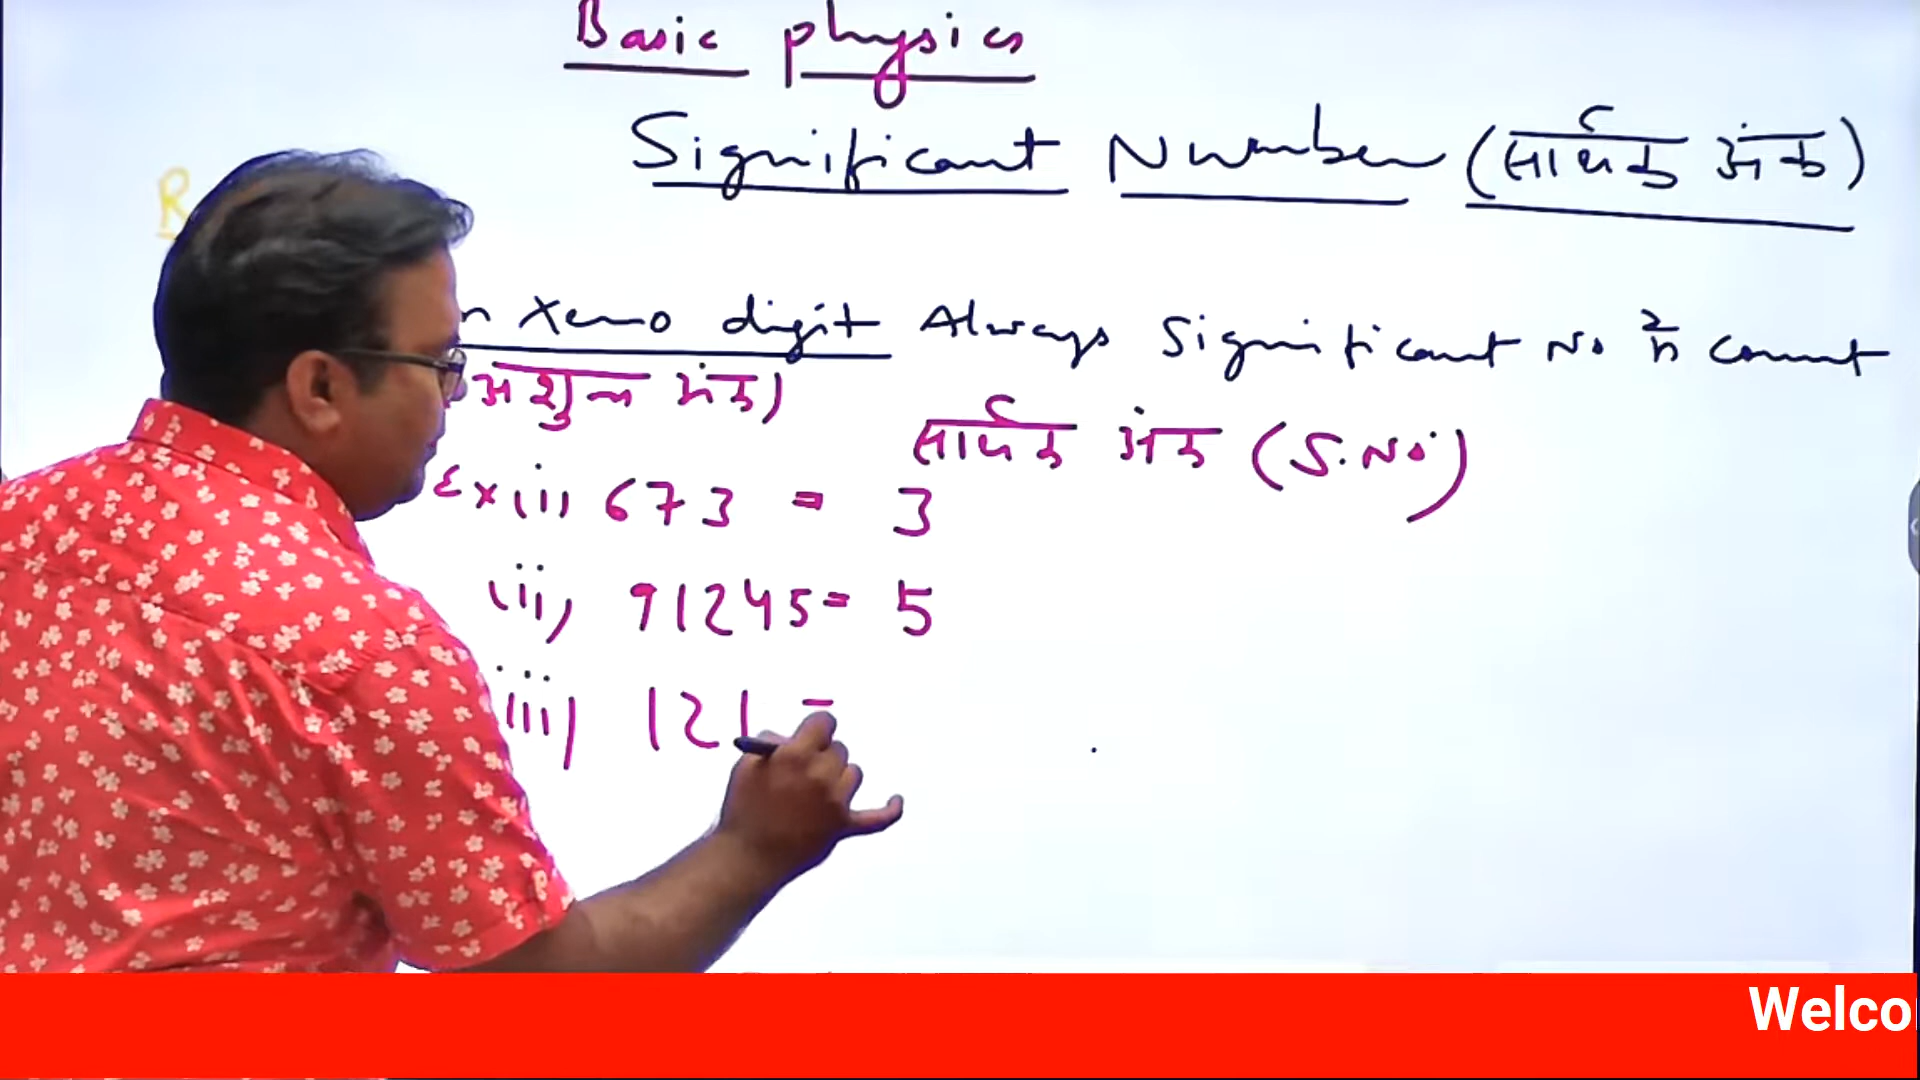 Basic physics
Significant Number (सार्थक अंक)
R
n Xero digit Always Significant No में count
अशुन्य अंक)
सार्थक अंक (S.No)
Ex (i) 673 = 3
(ii) 91245 = 5
(iii) 121 =
Welco